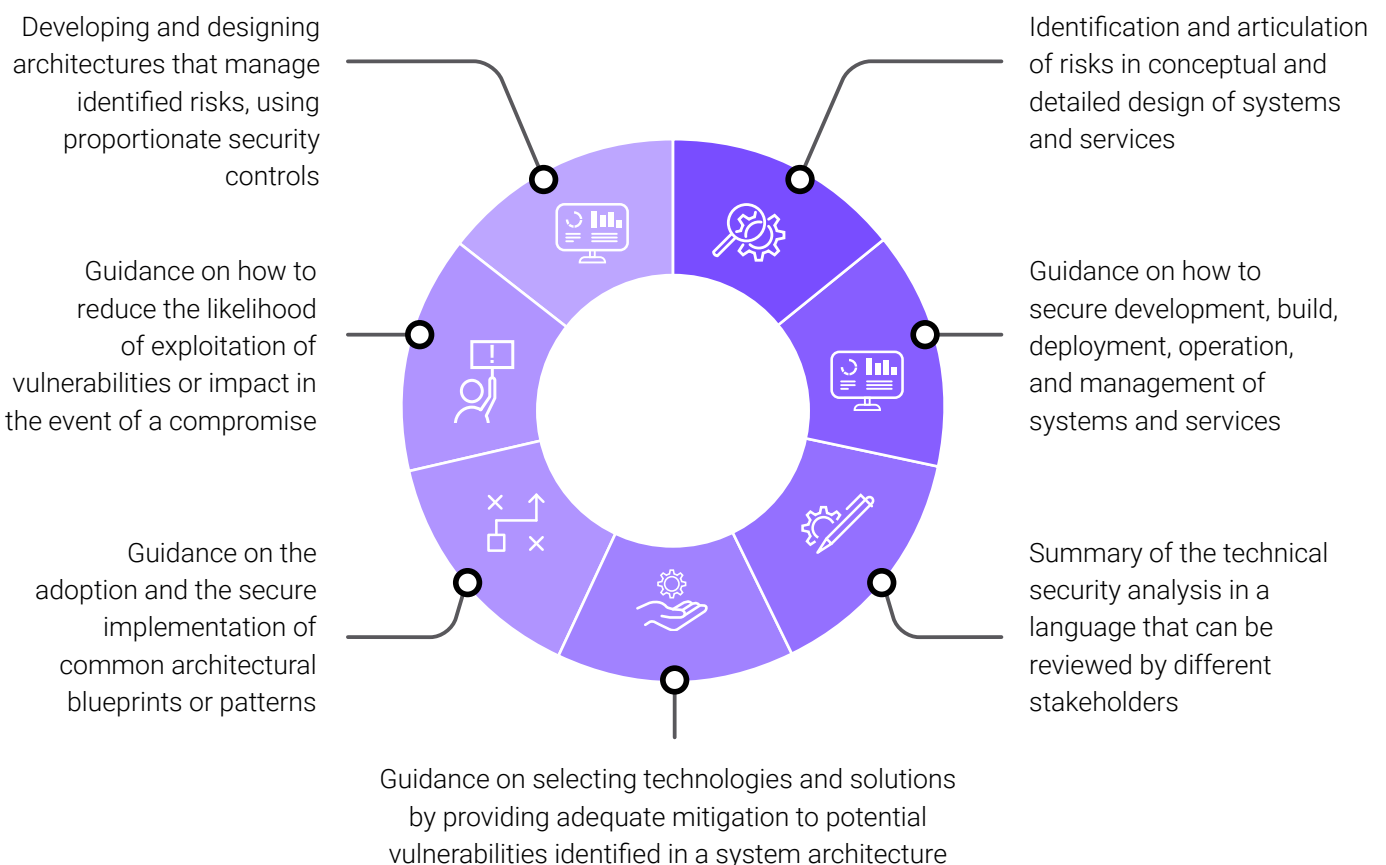 Developing and designing
architectures that manage
identified risks, using
proportionate security
controls
Identification and articulation
of risks in conceptual and
detailed design of systems
and services
Guidance on how to
reduce the likelihood
of exploitation of
vulnerabilities or impact in
the event of a compromise
Guidance on how to
secure development, build,
deployment, operation,
and management of
systems and services
Guidance on the
adoption and the secure
implementation of
common architectural
blueprints or patterns
Summary of the technical
security analysis in a
language that can be
reviewed by different
stakeholders
Guidance on selecting technologies and solutions
by providing adequate mitigation to potential
vulnerabilities identified in a system architecture